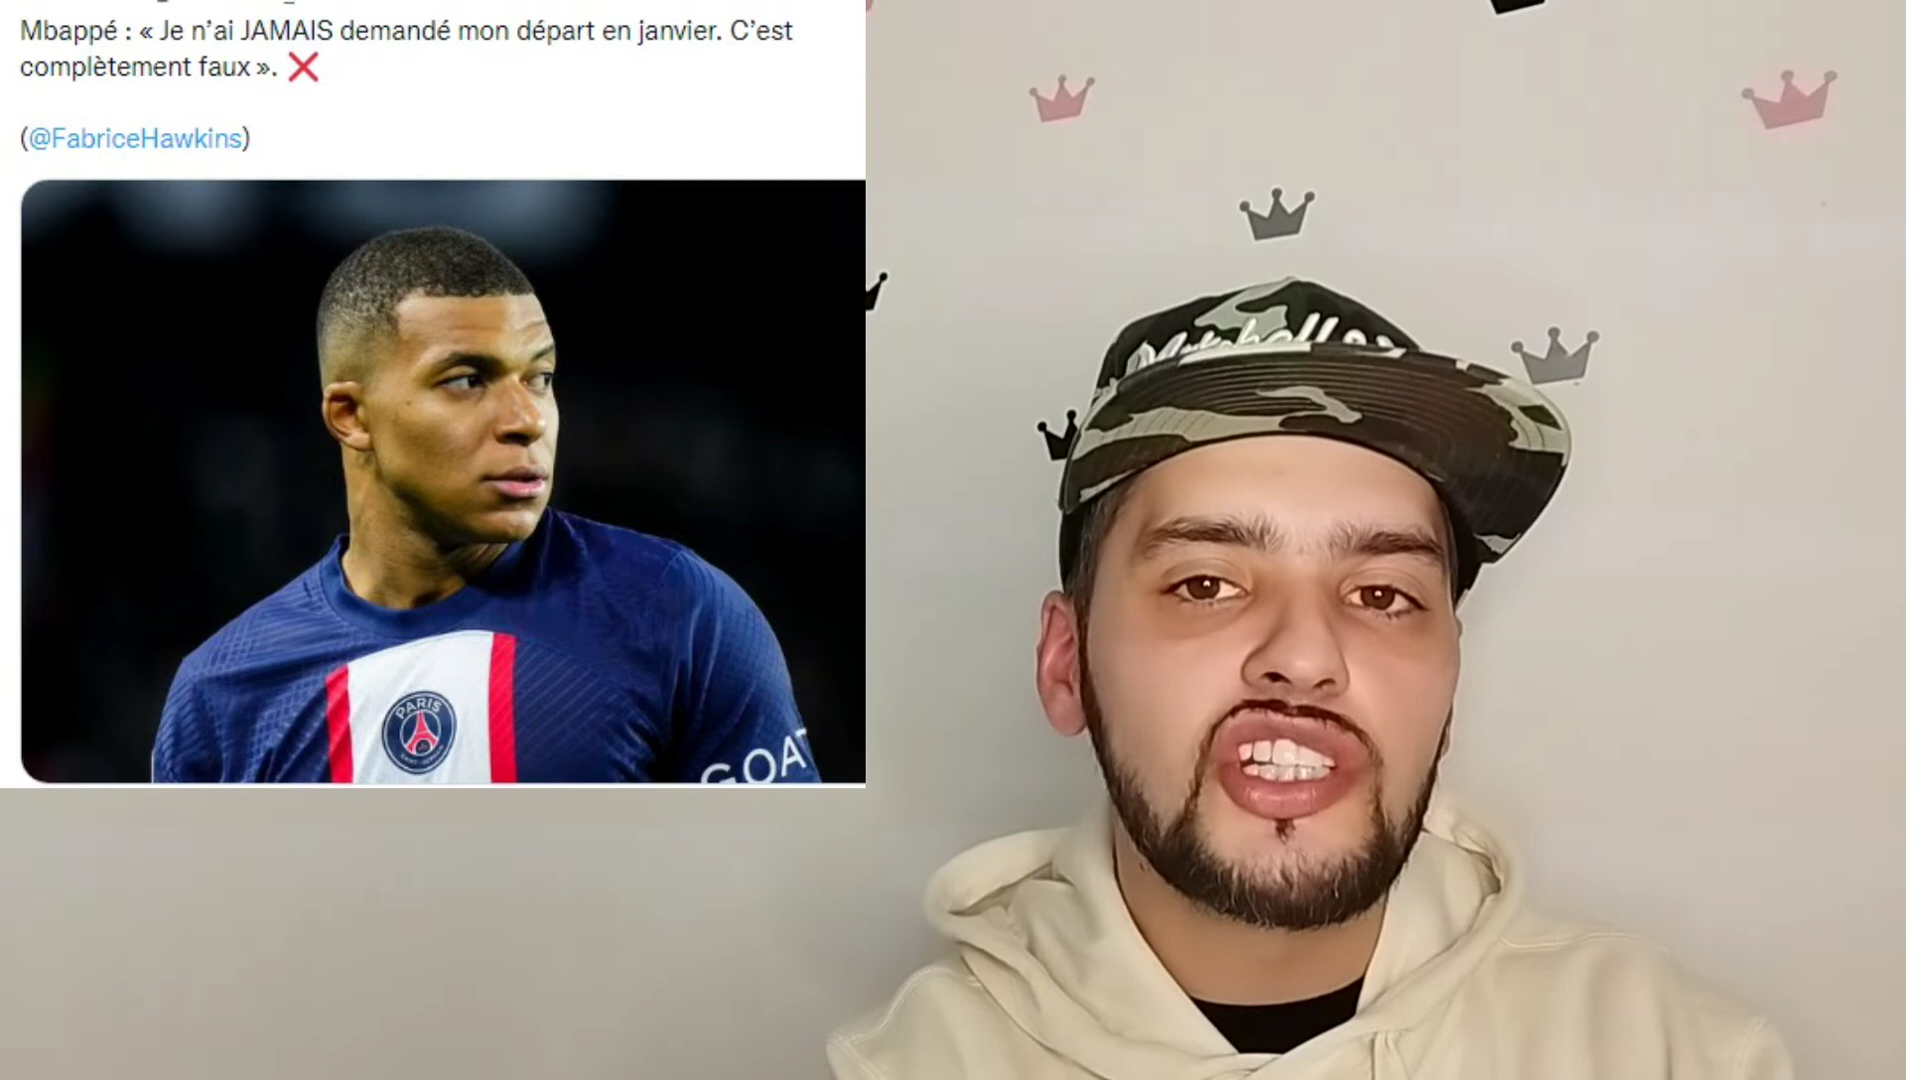 Mbappé : « Je n’ai JAMAIS demandé mon départ en janvier. C’est
complètement faux ». ❌
(@FabriceHawkins)
PARIS
SAINT-GERMAIN
GOAT